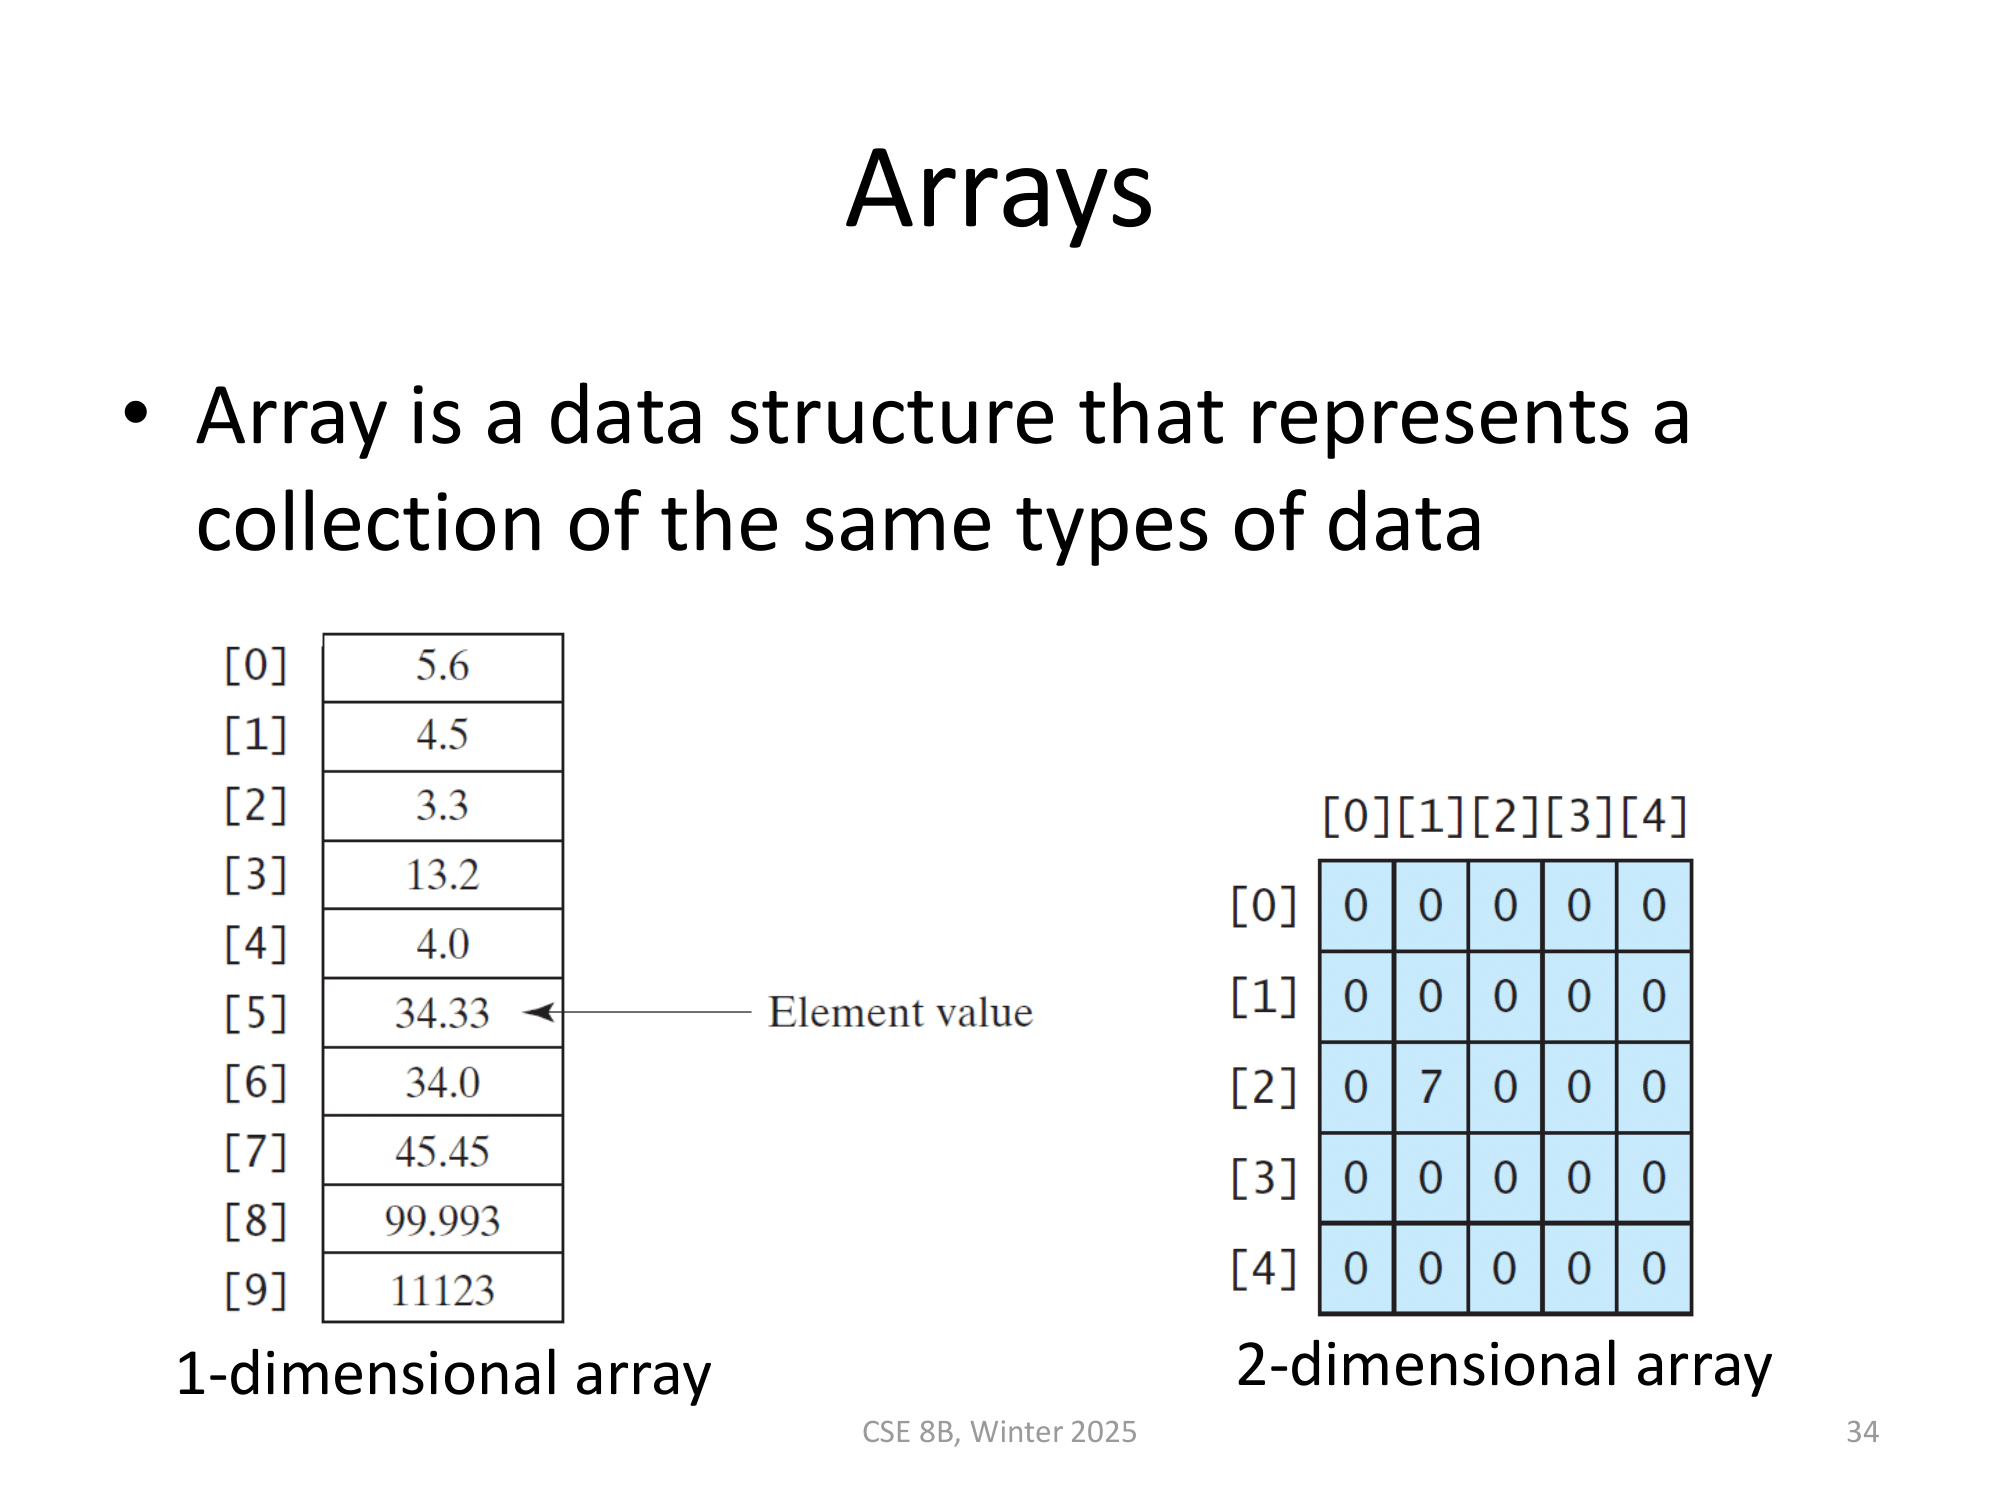 Arrays
• Array is a data structure that represents a
collection of the same types of data
[0] 5.6
[1] 4.5
[2] 3.3
[3] 13.2
[4] 4.0
[5] 34.33 Element value
[6] 34.0
[7] 45.45
[8] 99.993
[9] 11123
1-dimensional array
[0][1][2][3][4]
[0] 0 0 0 0 0
[1] 0 0 0 0 0
[2] 0 7 0 0 0
[3] 0 0 0 0 0
[4] 0 0 0 0 0
2-dimensional array
CSE 8B, Winter 2025
34